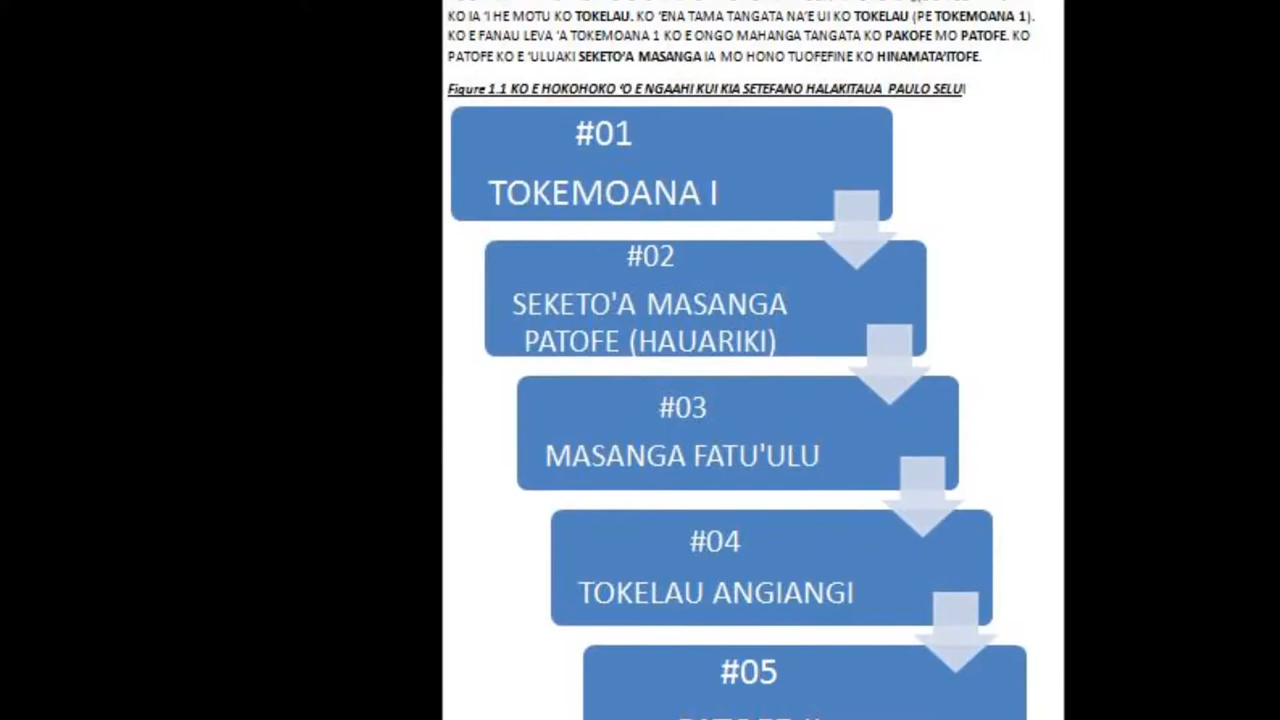 KO IA 'I HE MOTU KO TOKELAU. KO 'ENA TAMA TANGATA NA'E UI KO TOKELAU (PE TOKEMOANA 1).
KO E FANAU LEVA 'A TOKEMOANA 1 KO E ONGO MAHANGA TANGATA KO PAKOFE MO PATOFE. KO
PATOFE KO E 'ULUAKI SEKETO'A MASANGA IA MO HONO TUOFEFINE KO HINAMATA'ITOFE.
Figure 1.1 KO E HOKOHOKO 'O E NGAAHI KUI KIA SETEFANO HALAKITAUA PAULO SELUI
#01
TOKEMOANA I
#02
SEKETO'A MASANGA
PATOFE (HAUARIKI)
#03
MASANGA FATU'ULU
#04
TOKELAU ANGIANGI
#05